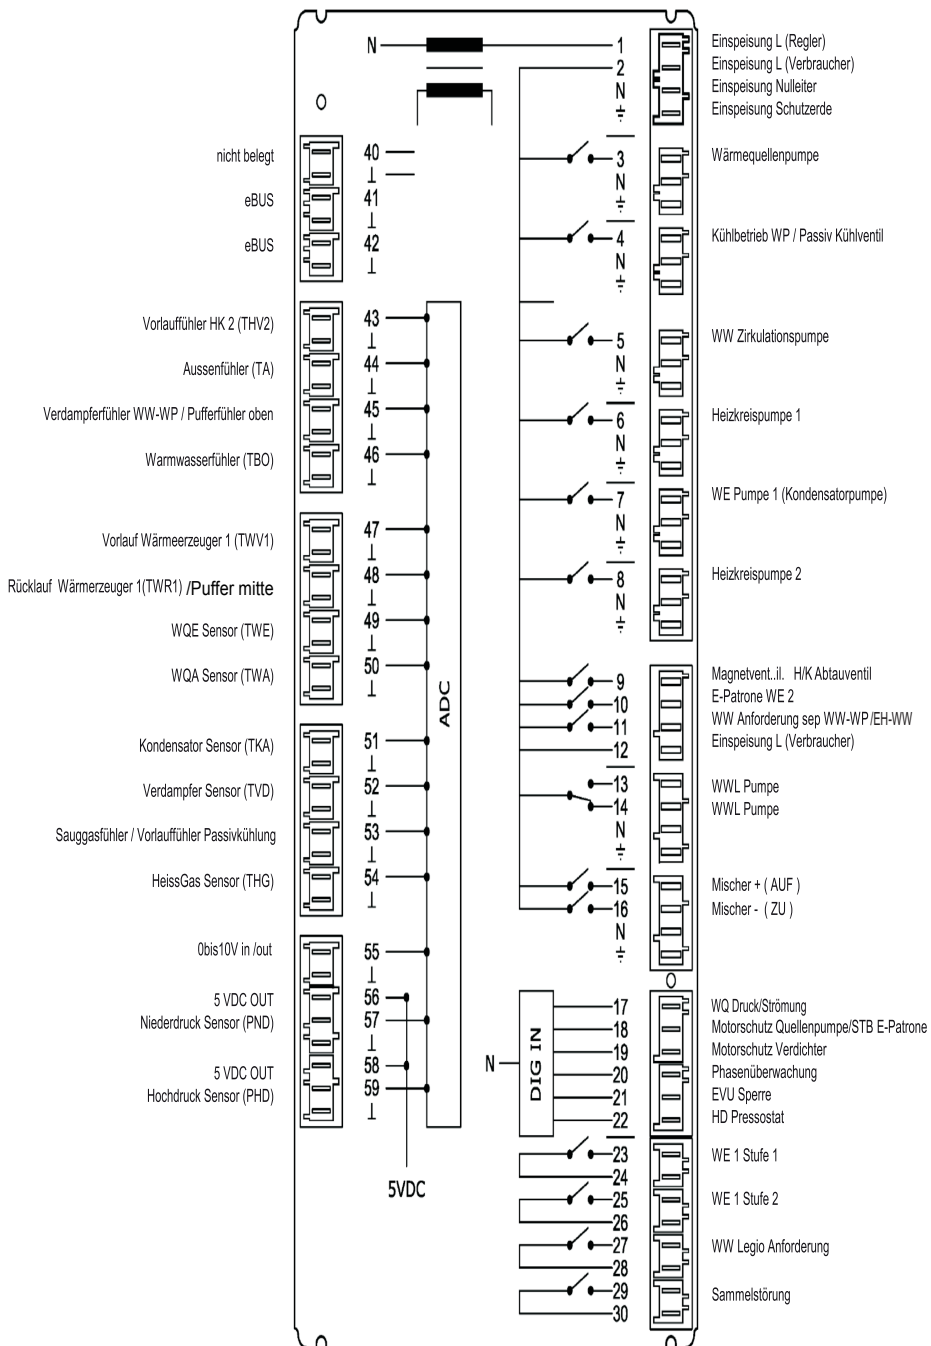 N 1 Einspeisung L (Regler)
2 Einspeisung L (Verbraucher)
N Einspeisung Nulleiter
Einspeisung Schutzerde
nicht belegt 40
⊥
eBUS 41
⊥
eBUS 42
⊥
3 Wärmequellenpumpe
N
4 Kühlbetrieb WP / Passiv Kühlventil
N
Vorlauffühler HK 2 (THV2) 43
⊥
Aussenfühler (TA) 44
⊥
Verdampferfühler WW-WP / Pufferfühler oben 45
⊥
Warmwasserfühler (TBO) 46
⊥
5 WW Zirkulationspumpe
N
6 Heizkreispumpe 1
N
7 WE Pumpe 1 (Kondensatorpumpe)
N
8 Heizkreispumpe 2
N
Vorlauf Wärmeerzeuger 1 (TWV1) 47
⊥
Rücklauf Wärmerzeuger 1(TWR1) /Puffer mitte 48
⊥
WQE Sensor (TWE) 49
⊥
WQA Sensor (TWA) 50
⊥
ADC
9 Magnetvent..il. H/K Abtauventil
10 E-Patrone WE 2
11 WW Anforderung sep WW-WP/EH-WW
12 Einspeisung L (Verbraucher)
Kondensator Sensor (TKA) 51
⊥
Verdampfer Sensor (TVD) 52
⊥
Sauggasfühler / Vorlauffühler Passivkühlung 53
⊥
HeissGas Sensor (THG) 54
⊥
13 WWL Pumpe
14 WWL Pumpe
N
15 Mischer + ( AUF )
16 Mischer - ( ZU )
N
0bis10V in /out 55
⊥
5 VDC OUT 56
Niederdruck Sensor (PND) 57
⊥
5 VDC OUT 58
Hochdruck Sensor (PHD) 59
⊥
5VDC
N DIG IN
17 WQ Druck/Strömung
18 Motorschutz Quellenpumpe/STB E-Patrone
19 Motorschutz Verdichter
20 Phasenüberwachung
21 EVU Sperre
22 HD Pressostat
23 WE 1 Stufe 1
24
25 WE 1 Stufe 2
26
27 WW Legio Anforderung
28
29 Sammelstörung
30